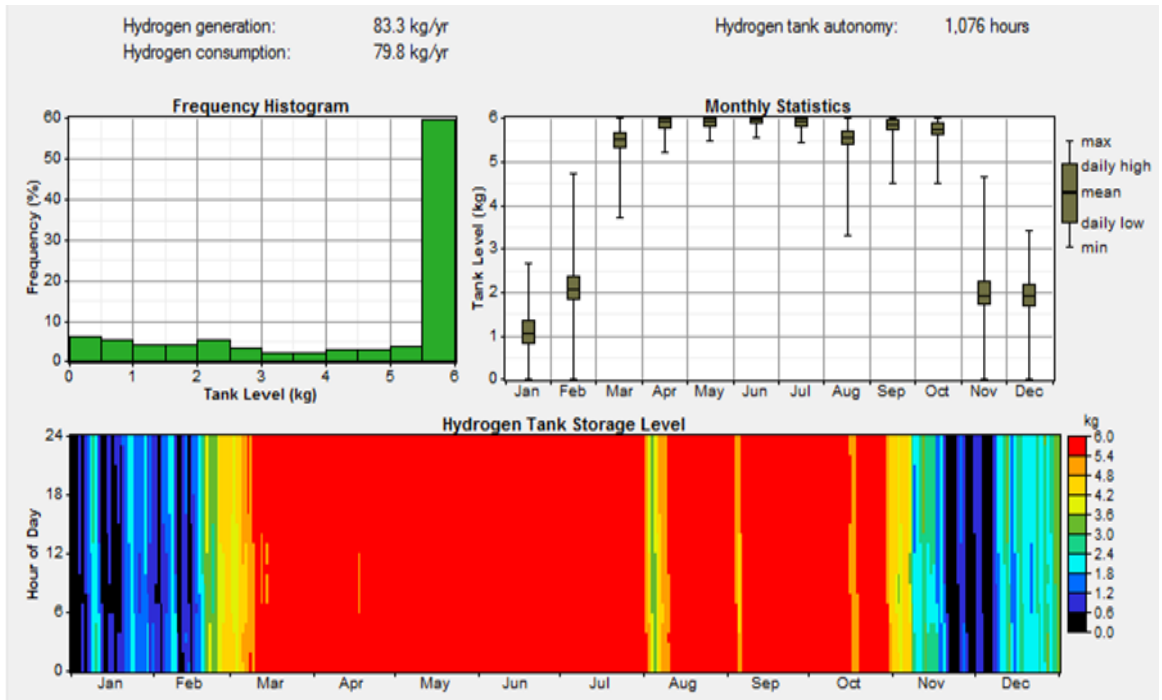 Hydrogen generation: 83.3 kg/yr Hydrogen tank autonomy: 1,076 hours
Hydrogen consumption: 79.8 kg/yr
Frequency Histogram
60
50
40
30
20
10
0
Frequency (%)
0 1 2 3 4 5 6
Tank Level (kg)
Monthly Statistics
6
5
4
3
2
1
0
Tank Level (kg)
Jan Feb Mar Apr May Jun Jul Aug Sep Oct Nov Dec
max
daily high
mean
daily low
min
Hydrogen Tank Storage Level
24
18
12
6
0
Hour of Day
Jan Feb Mar Apr May Jun Jul Aug Sep Oct Nov Dec
kg
6.0
5.4
4.8
4.2
3.6
3.0
2.4
1.8
1.2
0.6
0.0